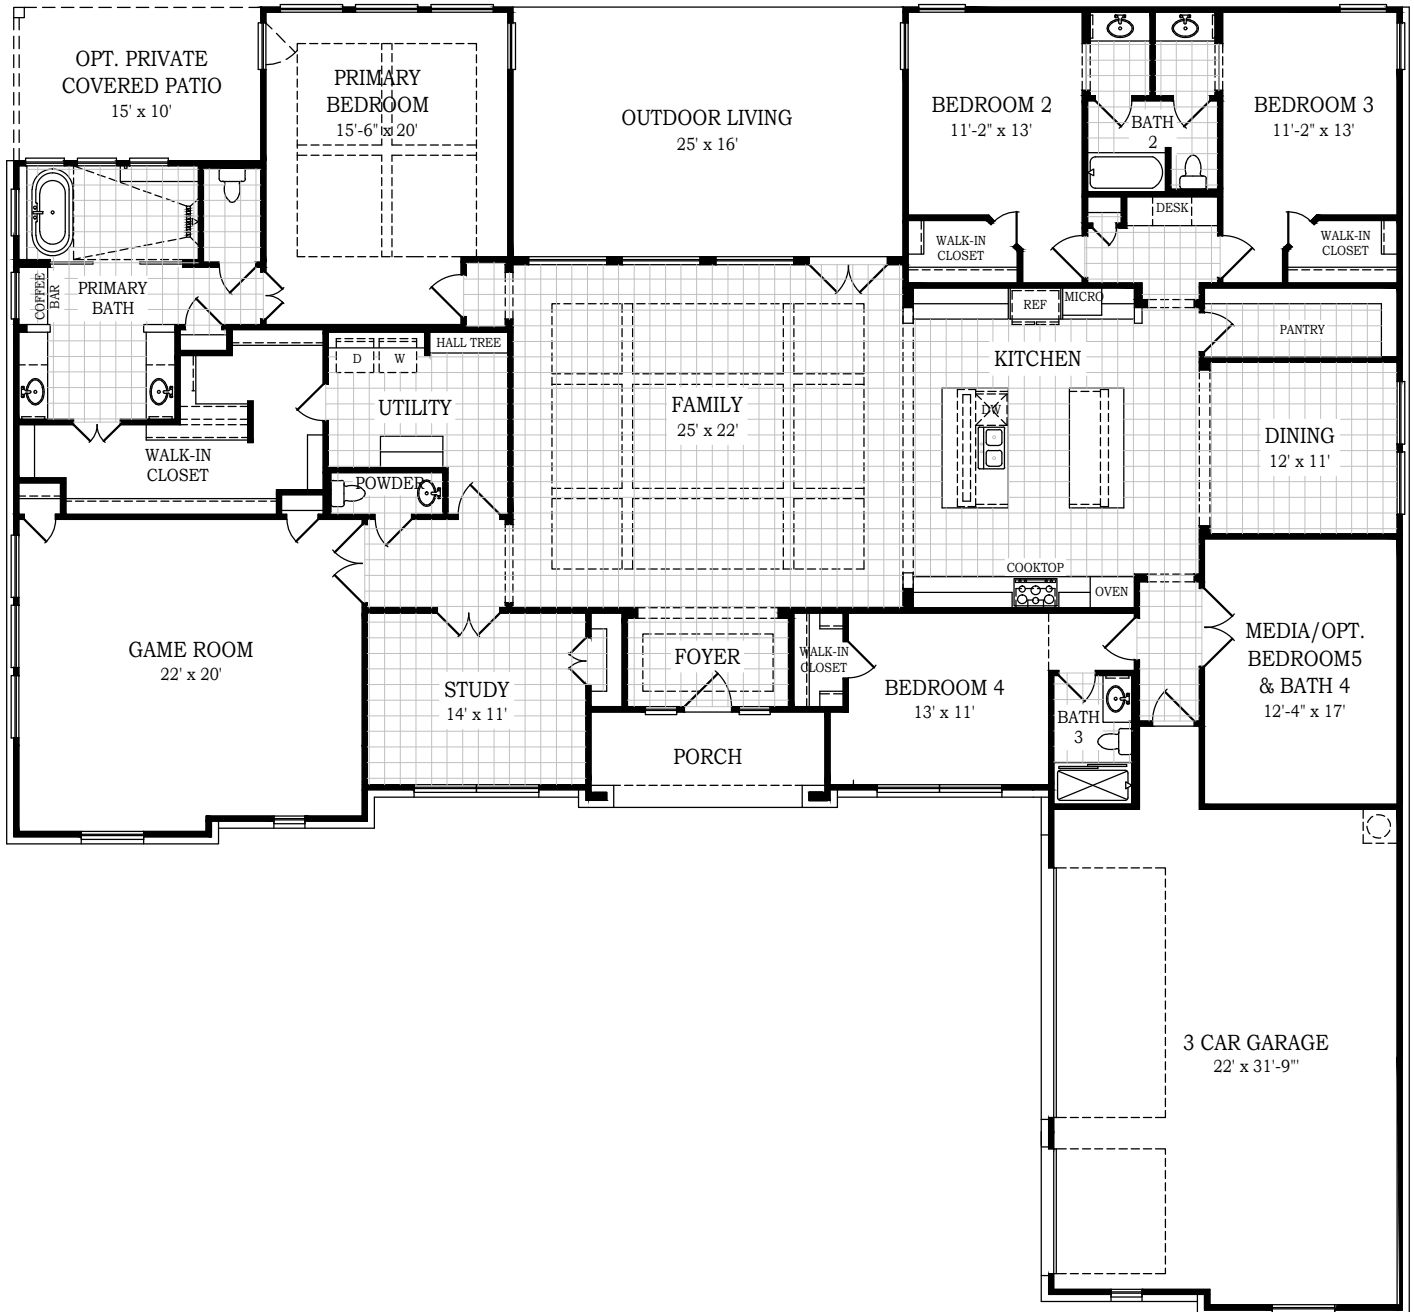 OPT. PRIVATE
COVERED PATIO
15' x 10'
PRIMARY
BEDROOM
15'-6" x 20'
OUTDOOR LIVING
25' x 16'
BEDROOM 2
11'-2" x 13'
BATH
2
BEDROOM 3
11'-2" x 13'
WALK-IN
CLOSET
DESK
WALK-IN
CLOSET
COFFEE
BAR
PRIMARY
BATH
REF
MICRO
PANTRY
HALL TREE
D
W
UTILITY
KITCHEN
FAMILY
25' x 22'
DW
DINING
12' x 11'
WALK-IN
CLOSET
POWDER
COOKTOP
OVEN
GAME ROOM
22' x 20'
STUDY
14' x 11'
FOYER
WALK-IN
CLOSET
BEDROOM 4
13' x 11'
BATH
3
MEDIA/OPT.
BEDROOM5
& BATH 4
12'-4" x 17'
PORCH
3 CAR GARAGE
22' x 31'-9"'